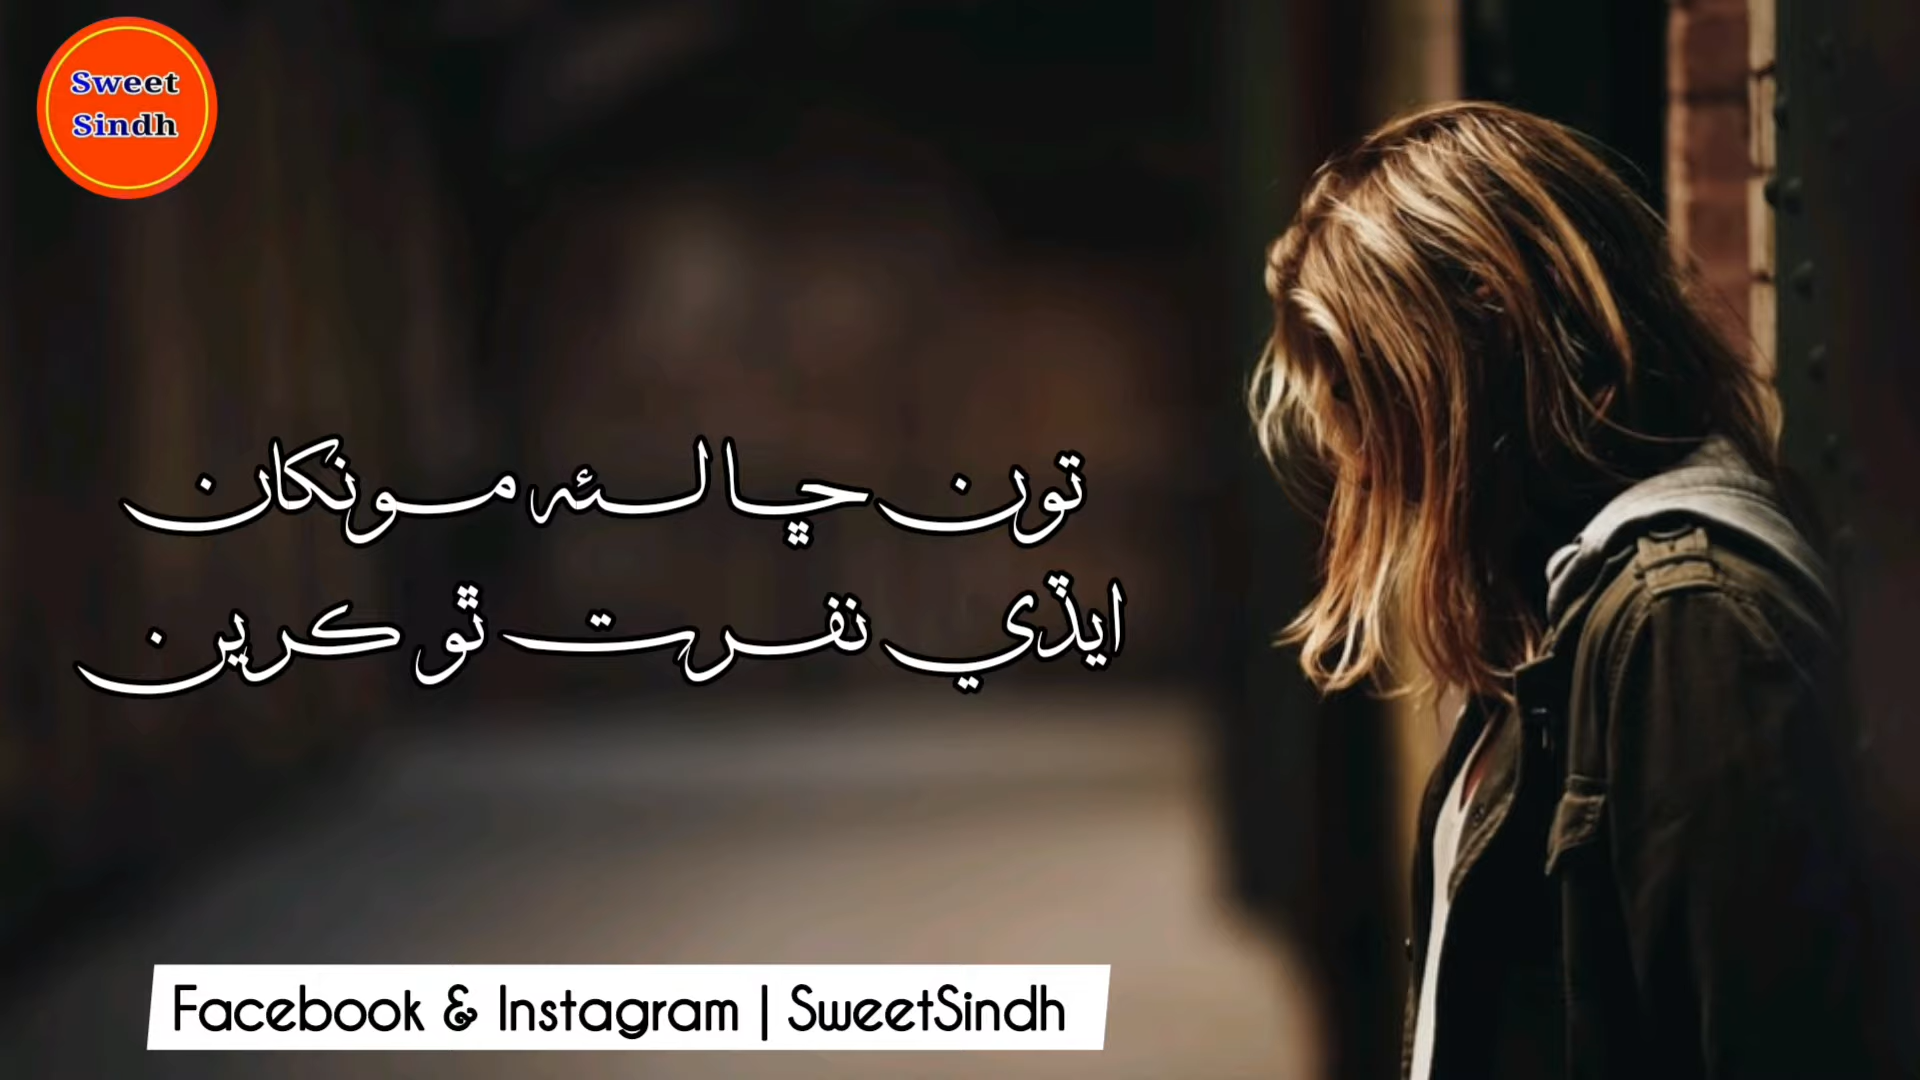 Sweet
Sindh
تون ڇا لئہ مونکان
ايڏي نفرت ٿو ڪرين
Facebook & Instagram | SweetSindh